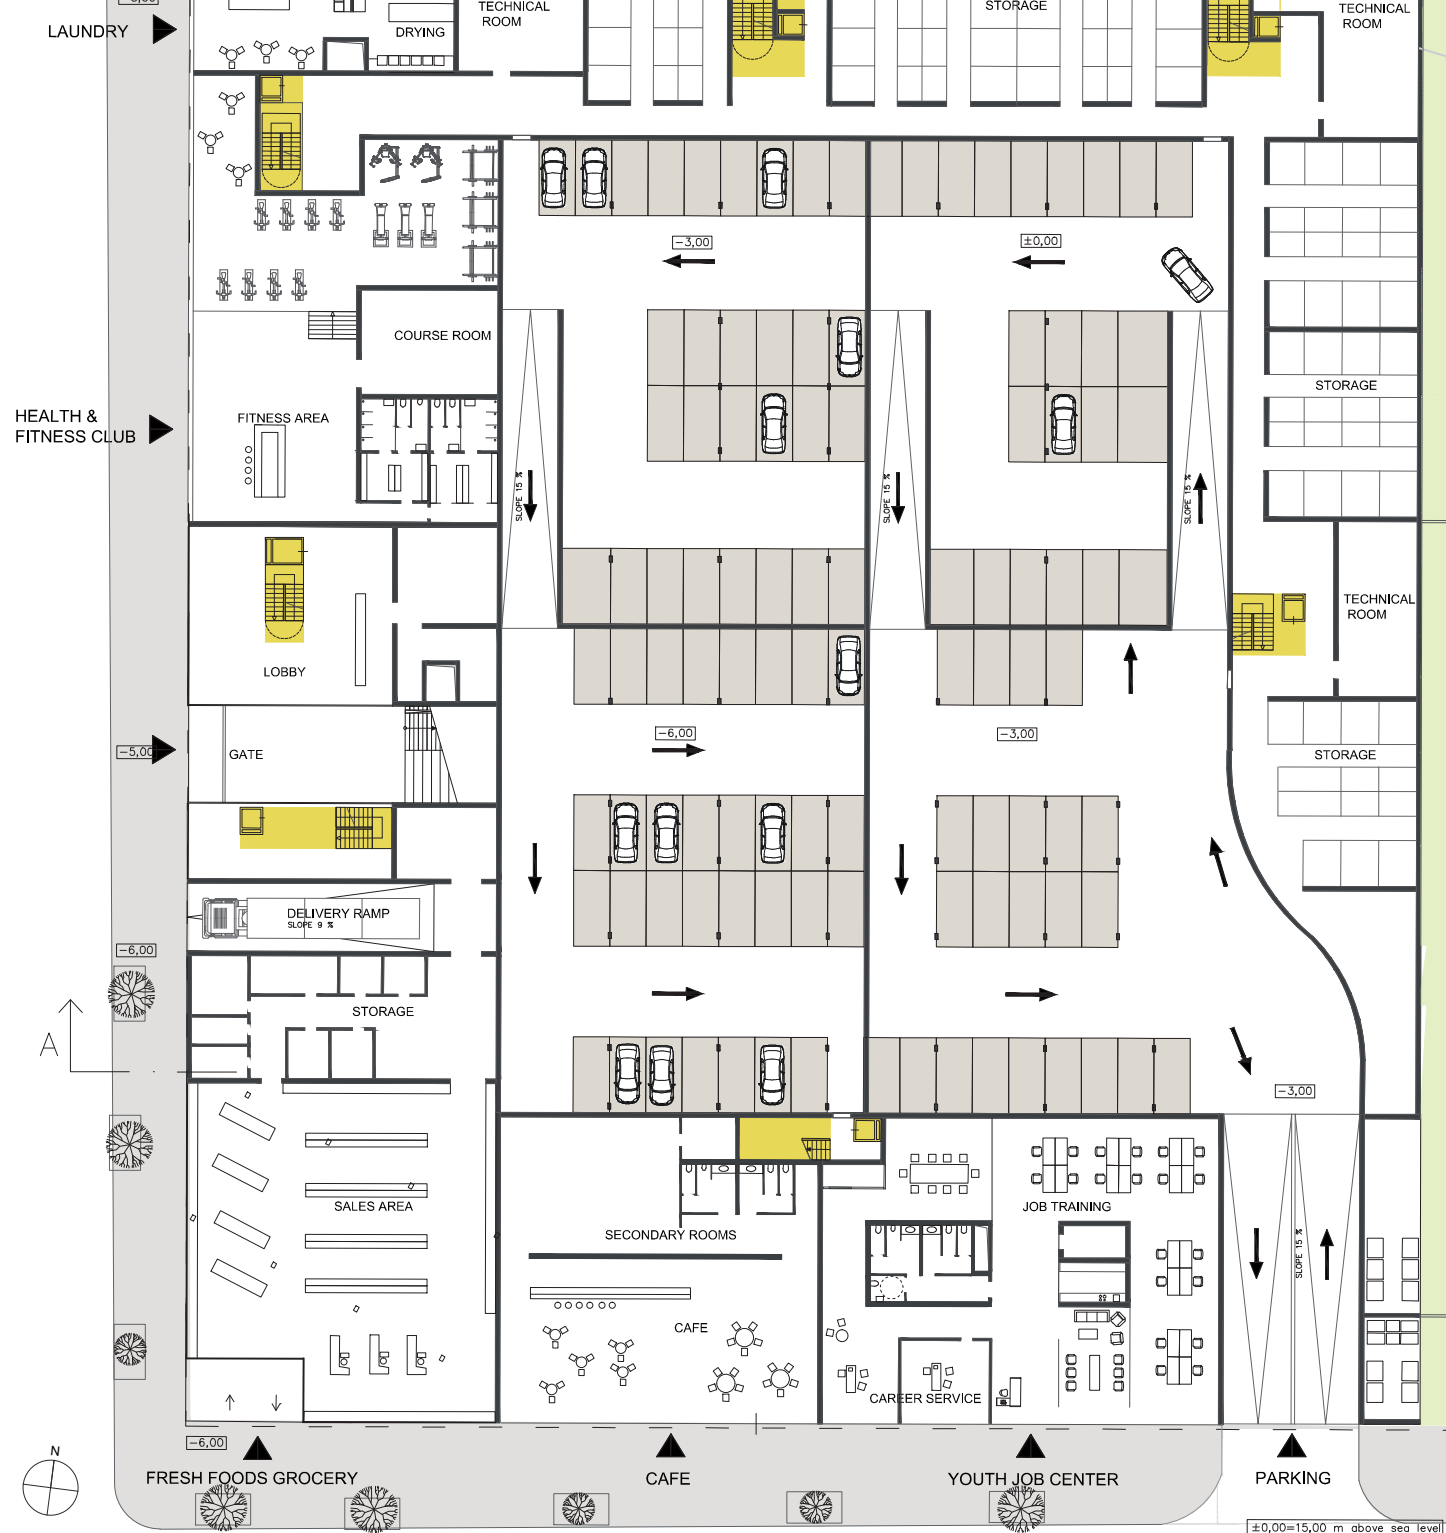 LAUNDRY
DRYING
TECHNICAL
ROOM
STORAGE
TECHNICAL
ROOM
−3,00
±0,00
COURSE ROOM
STORAGE
HEALTH &
FITNESS CLUB
FITNESS AREA
SLOPE 15 %
SLOPE 15 %
SLOPE 15 %
TECHNICAL
ROOM
LOBBY
−5,00
GATE
−6,00
−3,00
STORAGE
DELIVERY RAMP
SLOPE 9 %
−6,00
STORAGE
A
−3,00
SALES AREA
SECONDARY ROOMS
JOB TRAINING
SLOPE 15 %
CAFE
CAREER SERVICE
−6,00
N
FRESH FOODS GROCERY
CAFE
YOUTH JOB CENTER
PARKING
±0,00=15,00 m above sea level